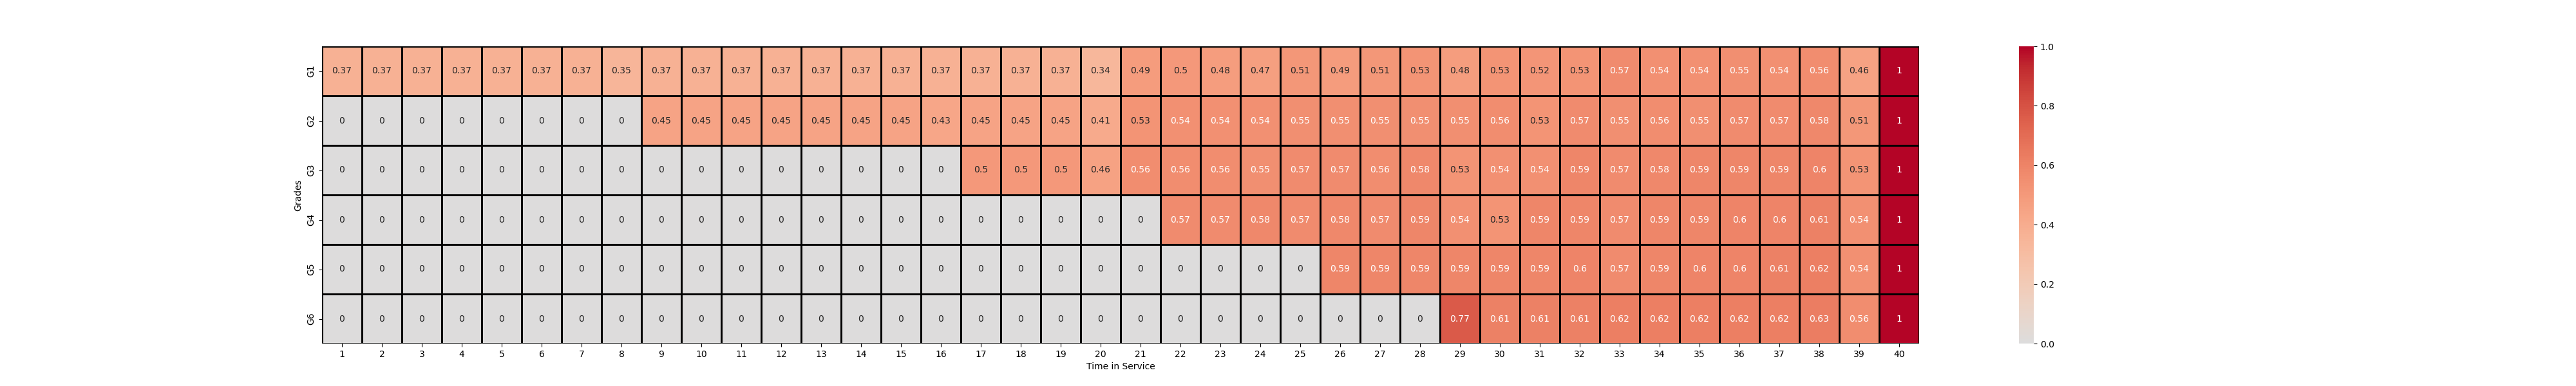 G1 0.37 0.37 0.37 0.37 0.37 0.37 0.37 0.35 0.37 0.37 0.37 0.37 0.37 0.37 0.37 0.37 0.37 0.37 0.37 0.34 0.49 0.5 0.48 0.47 0.51 0.49 0.51 0.53 0.48 0.53 0.52 0.53 0.57 0.54 0.54 0.55 0.54 0.56 0.46 1
G2 0 0 0 0 0 0 0 0 0.45 0.45 0.45 0.45 0.45 0.45 0.45 0.43 0.45 0.45 0.45 0.41 0.53 0.54 0.54 0.54 0.55 0.55 0.55 0.55 0.55 0.56 0.53 0.57 0.55 0.56 0.55 0.57 0.57 0.58 0.51 1
G3 0 0 0 0 0 0 0 0 0 0 0 0 0 0 0 0 0.5 0.5 0.5 0.46 0.56 0.56 0.56 0.55 0.57 0.57 0.56 0.58 0.53 0.54 0.54 0.59 0.57 0.58 0.59 0.59 0.59 0.6 0.53 1
G4 0 0 0 0 0 0 0 0 0 0 0 0 0 0 0 0 0 0 0 0 0 0.57 0.57 0.58 0.57 0.58 0.57 0.59 0.54 0.53 0.59 0.59 0.57 0.59 0.59 0.6 0.6 0.61 0.54 1
G5 0 0 0 0 0 0 0 0 0 0 0 0 0 0 0 0 0 0 0 0 0 0 0 0 0 0.59 0.59 0.59 0.59 0.59 0.59 0.6 0.57 0.59 0.6 0.6 0.61 0.62 0.54 1
G6 0 0 0 0 0 0 0 0 0 0 0 0 0 0 0 0 0 0 0 0 0 0 0 0 0 0 0 0 0.77 0.61 0.61 0.61 0.62 0.62 0.62 0.62 0.62 0.63 0.56 1
1 2 3 4 5 6 7 8 9 10 11 12 13 14 15 16 17 18 19 20 21 22 23 24 25 26 27 28 29 30 31 32 33 34 35 36 37 38 39 40
Time in Service
Grades
1.0
0.8
0.6
0.4
0.2
0.0